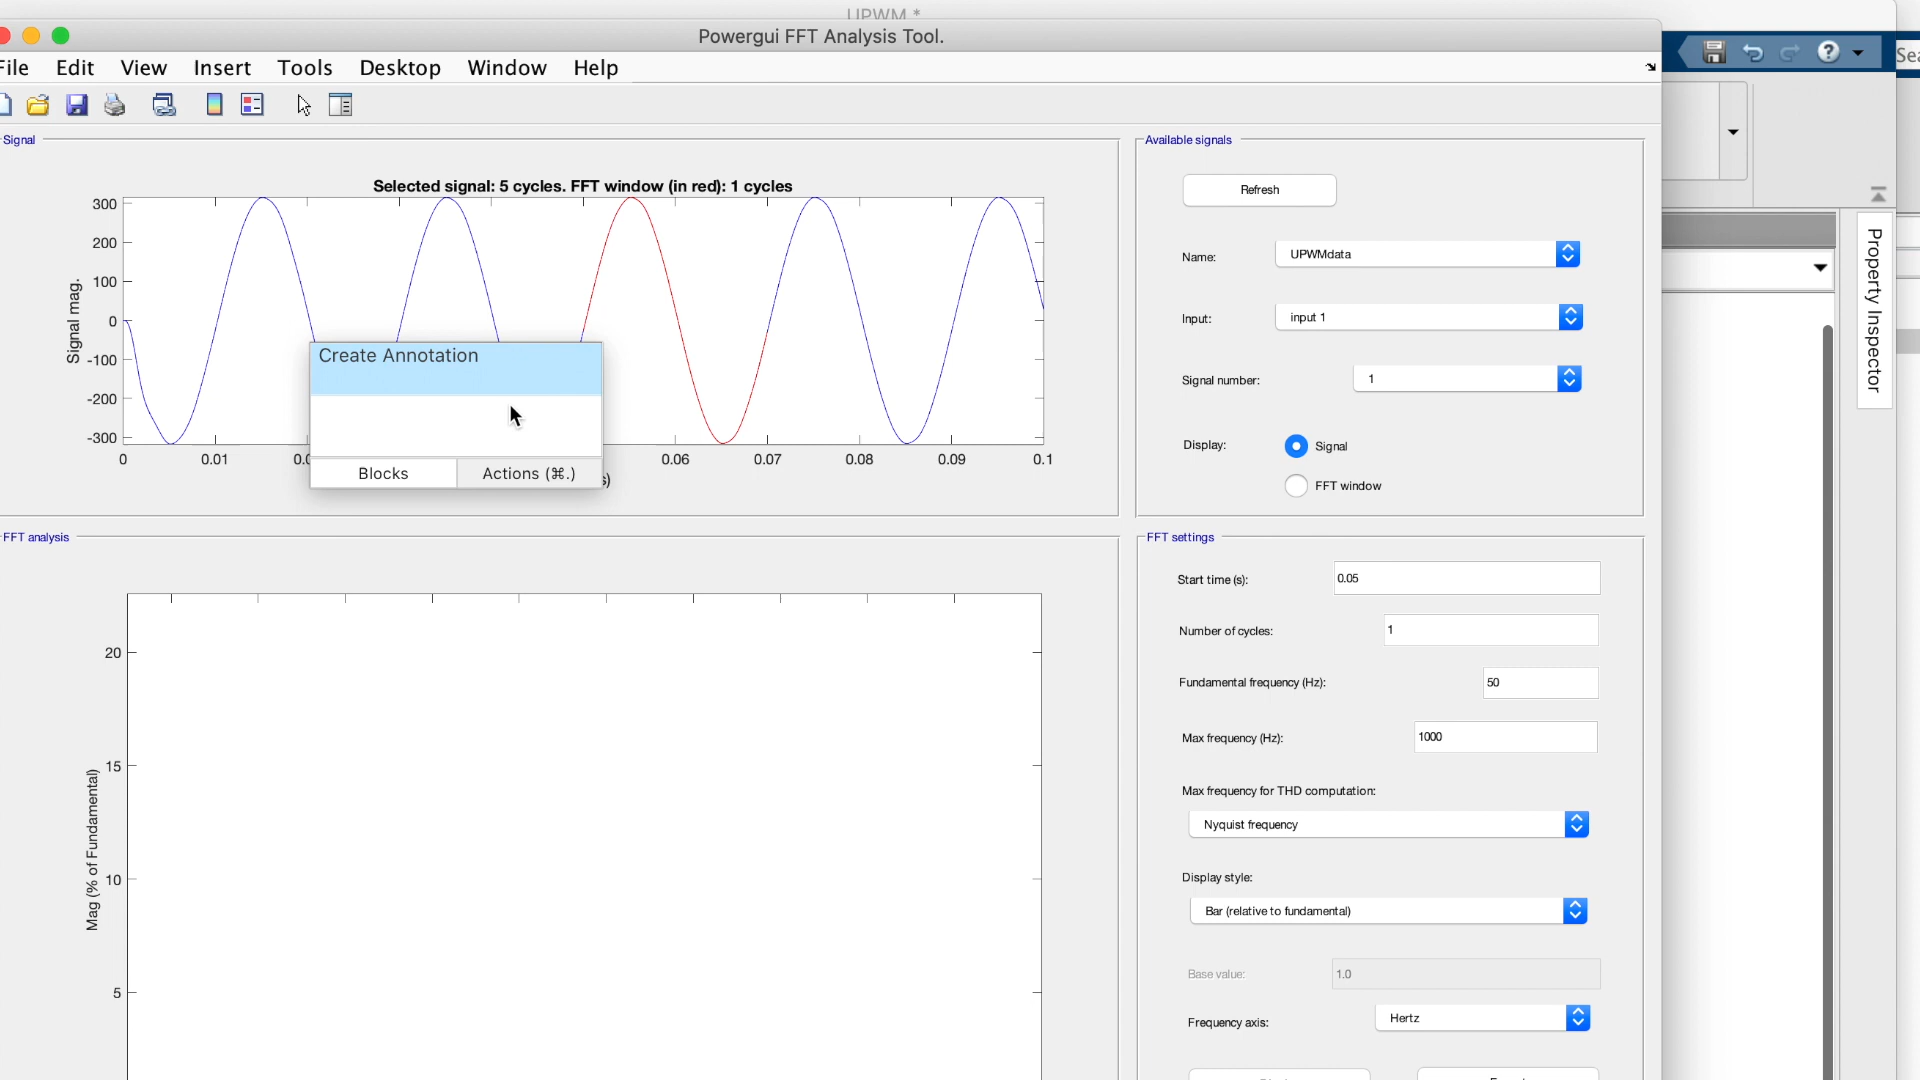 UPWM *
Powergui FFT Analysis Tool.
File Edit View Insert Tools Desktop Window Help
Signal
Selected signal: 5 cycles. FFT window (in red): 1 cycles
300
200
100
0
-100
-200
-300
Signal mag.
0 0.01 0.0 0.06 0.07 0.08 0.09 0.1
s)
Create Annotation
Blocks Actions (⌘.)
Available signals
Refresh
Name: UPWMdata
Input: input 1
Signal number: 1
Display: Signal
FFT window
Property Inspector
Sea
FFT analysis
20
15
10
5
Mag (% of Fundamental)
FFT settings
Start time (s): 0.05
Number of cycles: 1
Fundamental frequency (Hz): 50
Max frequency (Hz): 1000
Max frequency for THD computation:
Nyquist frequency
Display style:
Bar (relative to fundamental)
Base value: 1.0
Frequency axis: Hertz